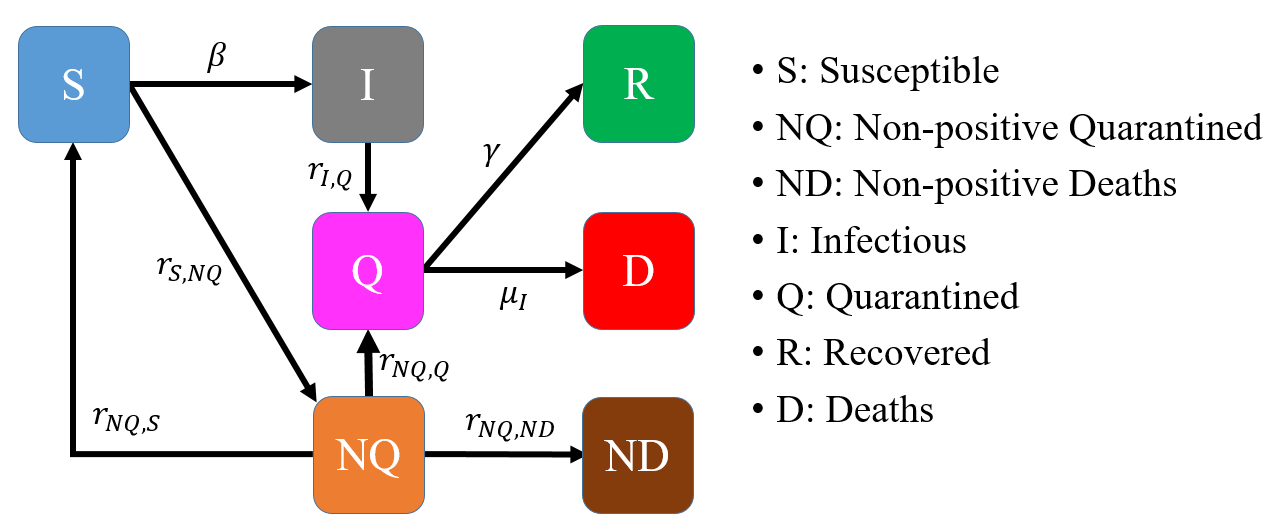 S
β
I
R
r_{I,Q}
γ
r_{S,NQ}
Q
μ_I
D
r_{NQ,Q}
r_{NQ,S}
NQ
r_{NQ,ND}
ND
• S: Susceptible
• NQ: Non-positive Quarantined
• ND: Non-positive Deaths
• I: Infectious
• Q: Quarantined
• R: Recovered
• D: Deaths